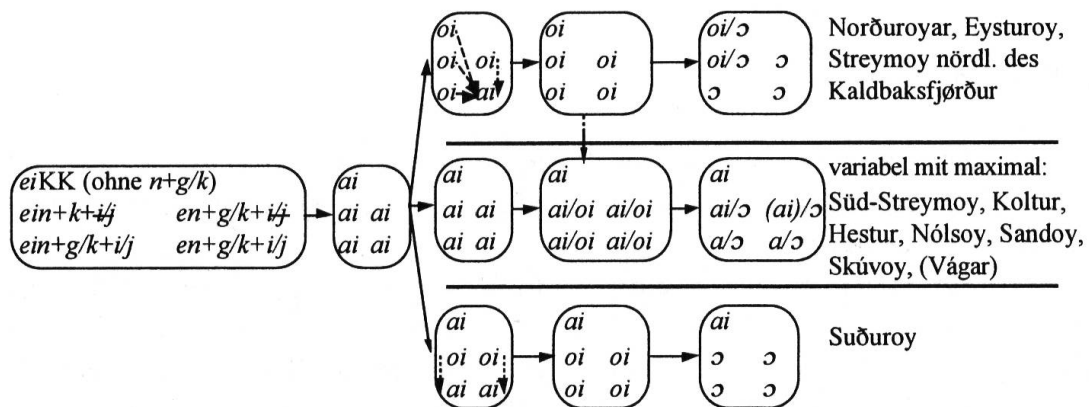 oi oi oi/ɔ Norðuroyar, Eysturoy,
oi oi oi oi oi/ɔ ɔ Streymoy nördl. des
oi ai oi oi ɔ ɔ Kaldbaksfjørður
variabel mit maximal:
eiKK (ohne n+g/k) ai ai ai ai
ein+k+i/j en+g/k+i/j ai ai ai ai ai/oi ai/oi ai/ɔ (ai)/ɔ Süd-Streymoy, Koltur,
ein+g/k+i/j en+g/k+i/j ai ai ai ai ai/oi ai/oi a/ɔ a/ɔ Hestur, Nólsoy, Sandoy,
Skúvoy, (Vágar)
ai ai ai Suðuroy
oi oi oi oi ɔ ɔ
ai ai oi oi ɔ ɔ